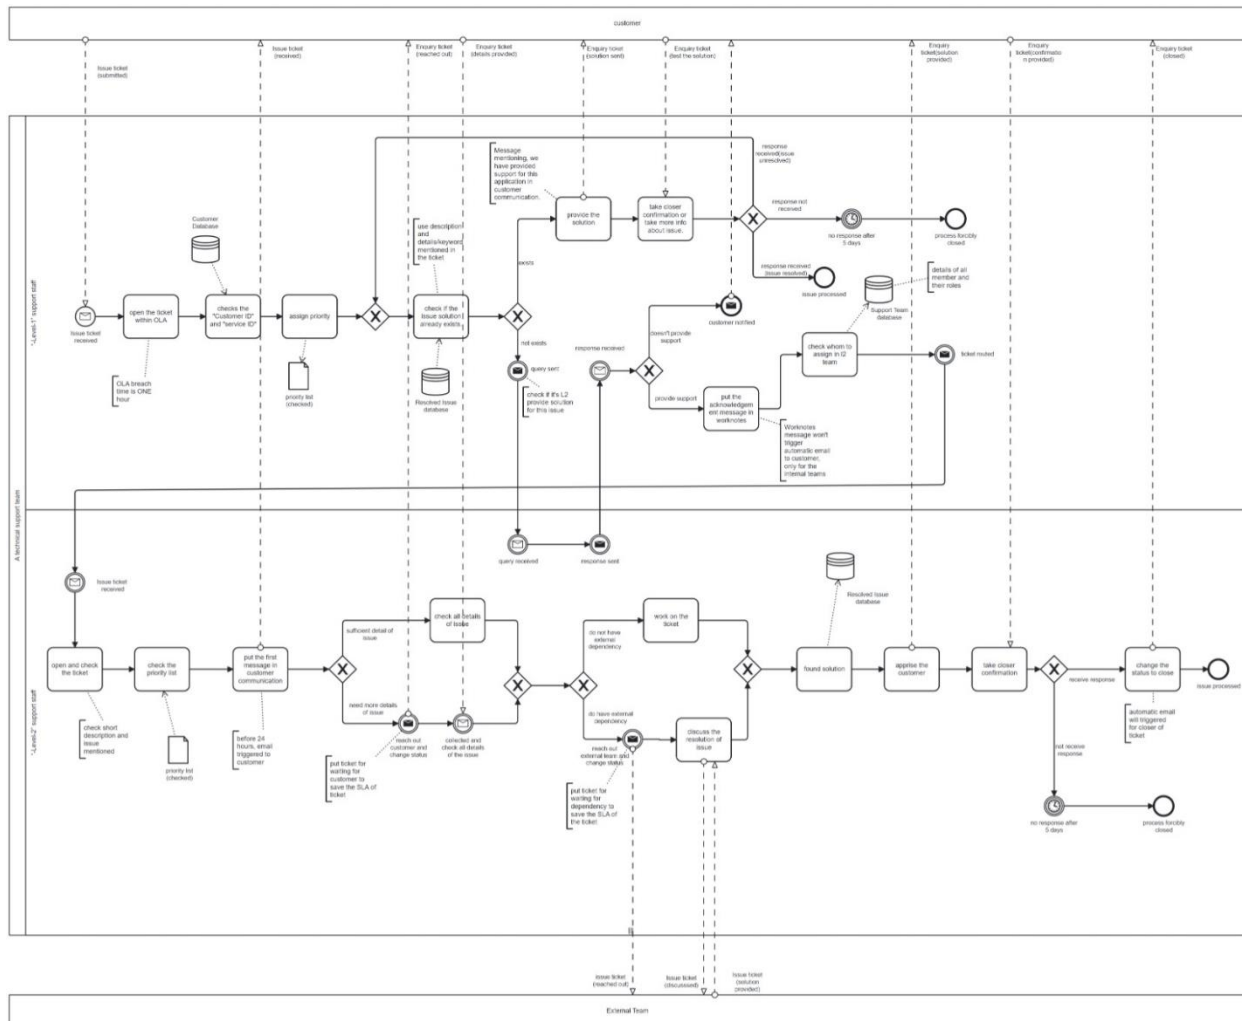 customer
Issue ticket
(submitted)
Issue ticket
(received)
Enquiry ticket
(reached out)
Enquiry ticket
(details provided)
Enquiry ticket
(solution sent)
Enquiry ticket
(test the solution)
Enquiry
ticket(solution
provided)
Enquiry
ticket(confirmatio
n provided)
Enquiry ticket
(closed)
A technical support team
"-Level-1" support staff
Issue ticket
received
open the ticket
within OLA
OLA breach
time is ONE
hour
Customer
Database
checks the
"Customer ID"
and "service ID"
assign priority
priority list
(checked)
use description
and
details/keyword
mentioned in
the ticket
check if the
issue solution
already exists
Resolved Issue
database
exists
not exists
Message
mentioning, we
have provided
support for this
application in
customer
communication.
provide the
solution
take closer
confirmation or
take more info
about issue.
response
received(issue
unresolved)
response not
received
no response after
5 days
process forcibly
closed
response received
(issue resolved)
issue processed
query sent
check if it's L2
provide solution
for this issue
response received
doesn't provide
support
customer notified
provide support
put the
acknowledgem
ent message in
worknotes
Worknotes
message won't
trigger
automatic email
to customer,
only for the
internal teams
check whom to
assign in l2
team
Support Team
database
details of all
member and
their roles
ticket routed
"-Level-2" support staff
query received
response sent
Issue ticket
received
open and check
the ticket
check short
description and
issue
mentioned
check the
priority list
priority list
(checked)
put the first
message in
customer
communication
before 24
hours, email
triggered to
customer
sufficient detail of
issue
check all details
of issue
need more details
of issue
reach out
customer and
change status
put ticket for
waiting for
customer to
save the SLA of
ticket
collected and
check all details
of the issue
do not have
external
dependency
work on the
ticket
do have external
dependency
reach out
external team and
change status
put ticket for
waiting for
dependency to
save the SLA of
the ticket
discuss the
resolution of
issue
found solution
Resolved Issue
database
apprise the
customer
take closer
confirmation
receive response
change the
status to close
automatic email
will triggered
for closer of
ticket
issue processed
not receive
response
no response after
5 days
process forcibly
closed
Issue ticket
(reached out)
Issue ticket
(discussed)
Issue ticket
(solution
provided)
External Team